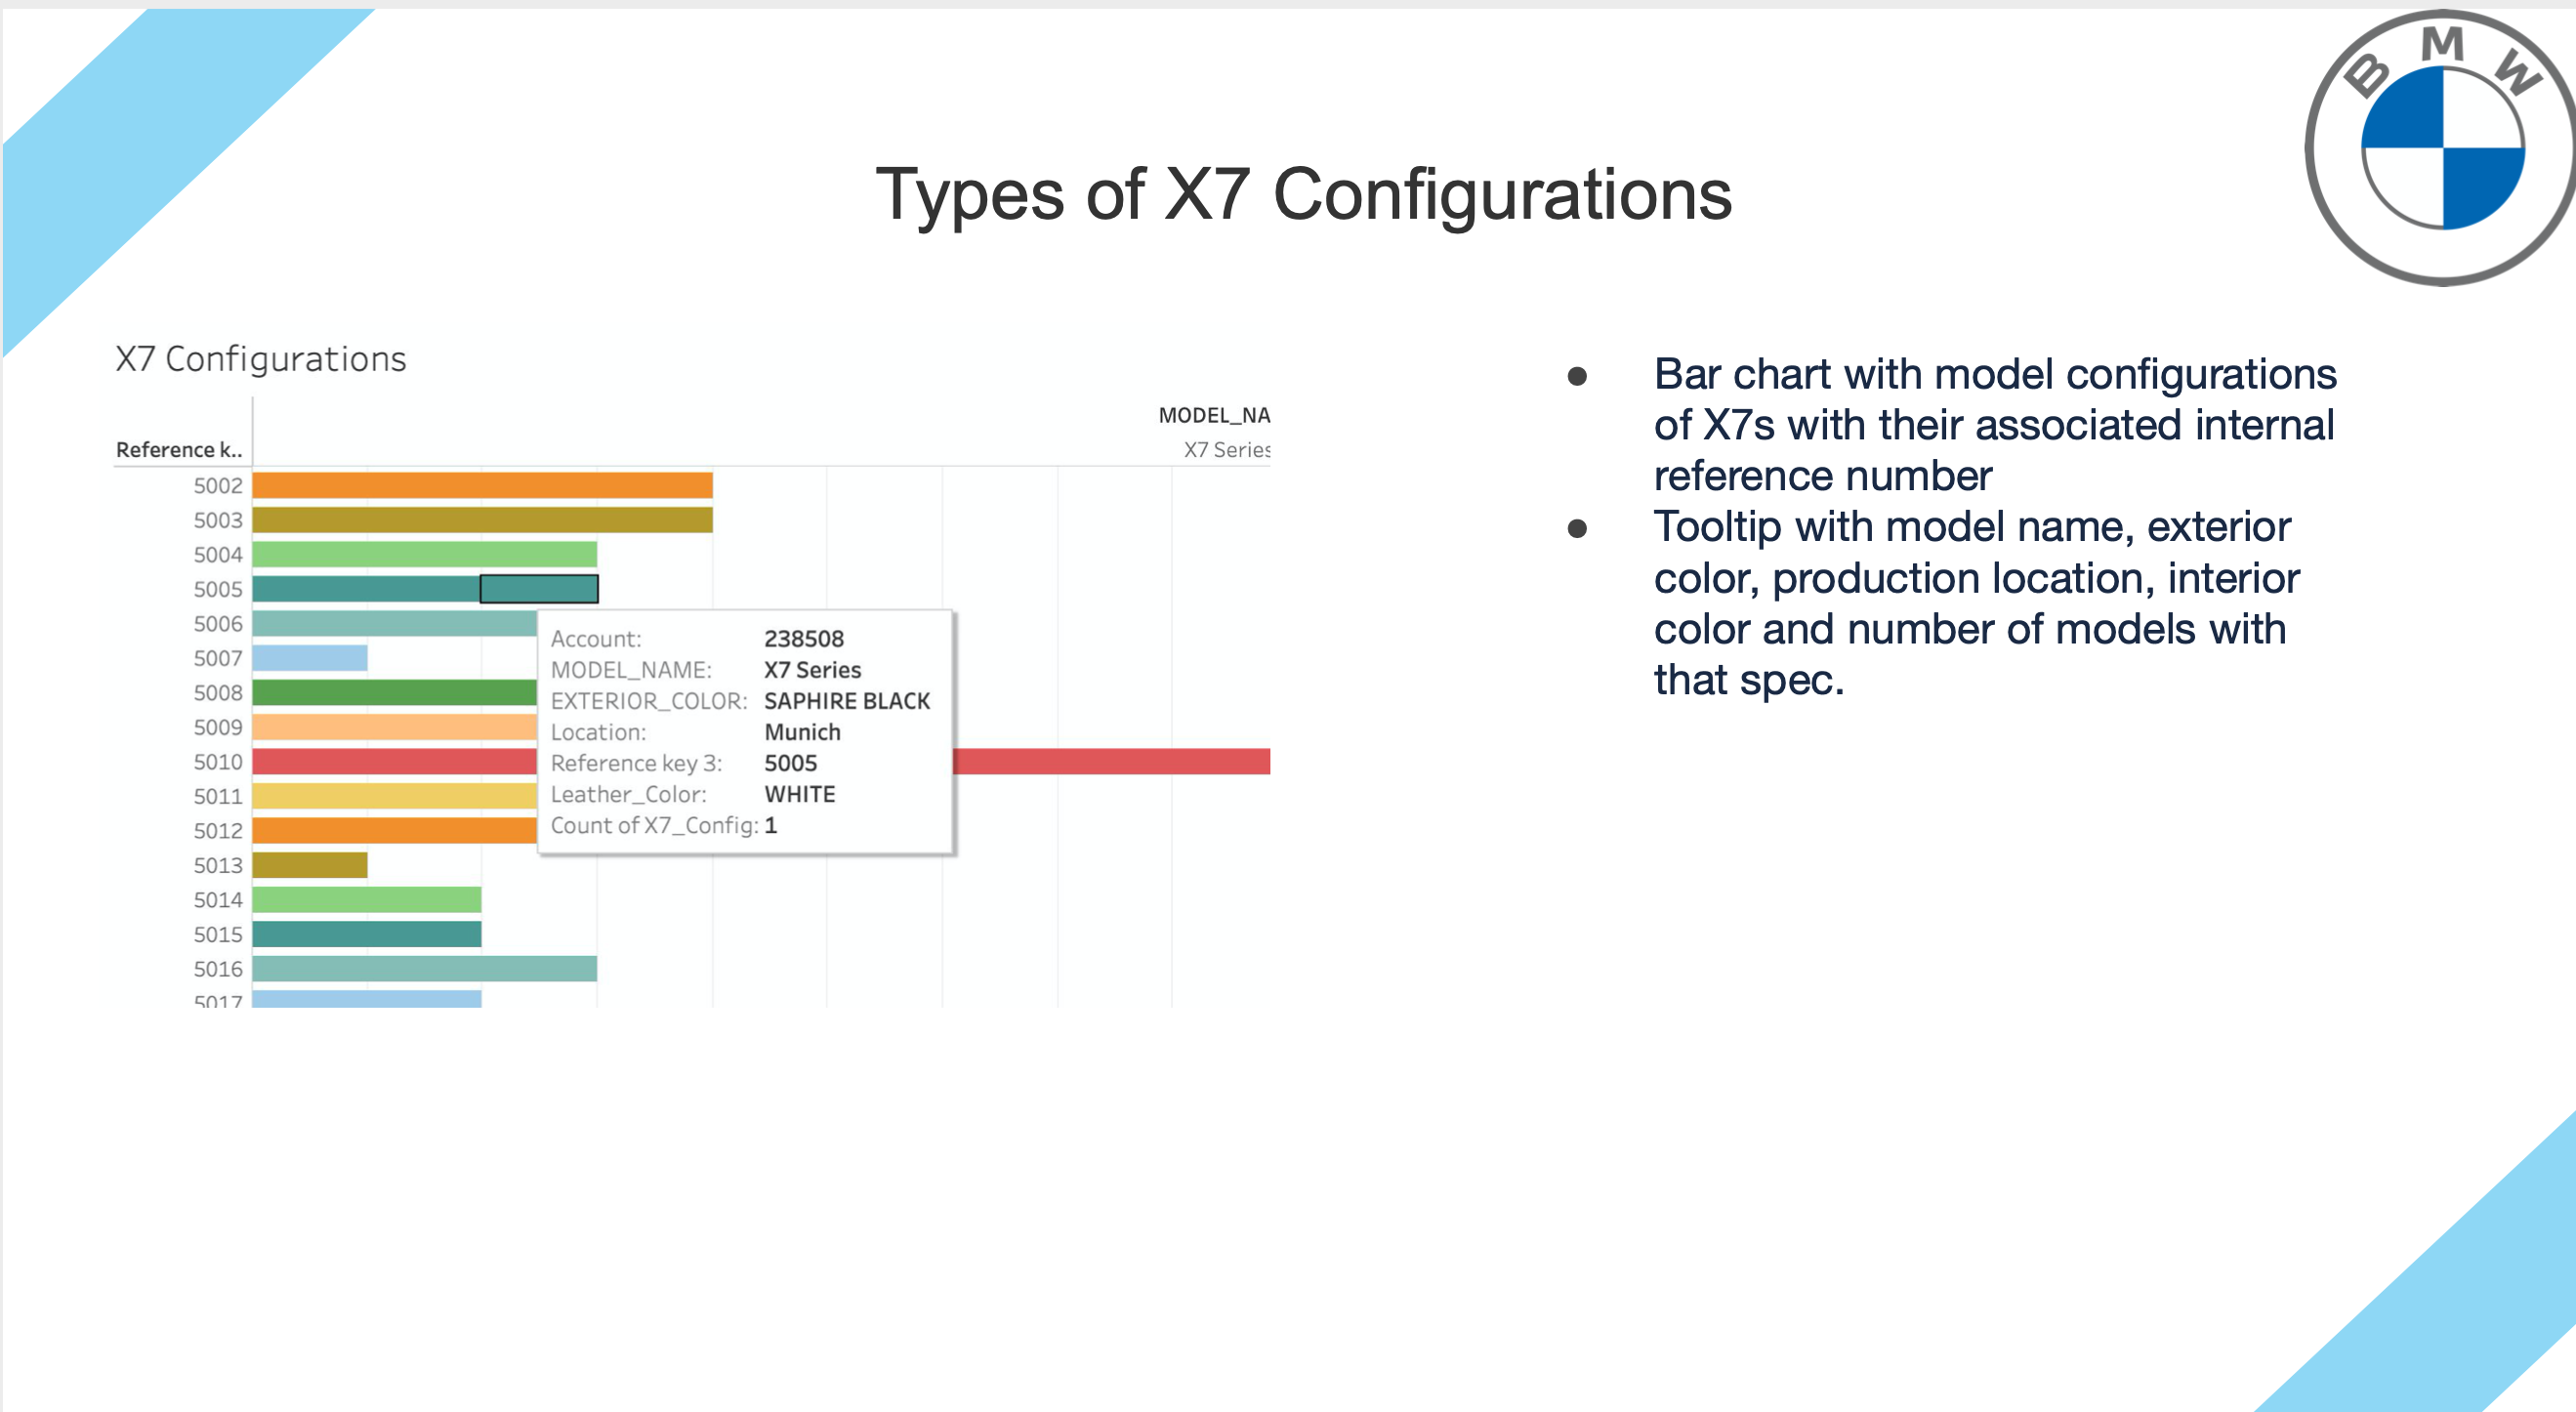 BMW
Types of X7 Configurations
X7 Configurations
MODEL_NA
Reference k..
X7 Series
5002
5003
5004
5005
5006
5007
5008
5009
5010
5011
5012
5013
5014
5015
5016
5017
Account: 238508
MODEL_NAME: X7 Series
EXTERIOR_COLOR: SAPHIRE BLACK
Location: Munich
Reference key 3: 5005
Leather_Color: WHITE
Count of X7_Config: 1
● Bar chart with model configurations
of X7s with their associated internal
reference number
● Tooltip with model name, exterior
color, production location, interior
color and number of models with
that spec.